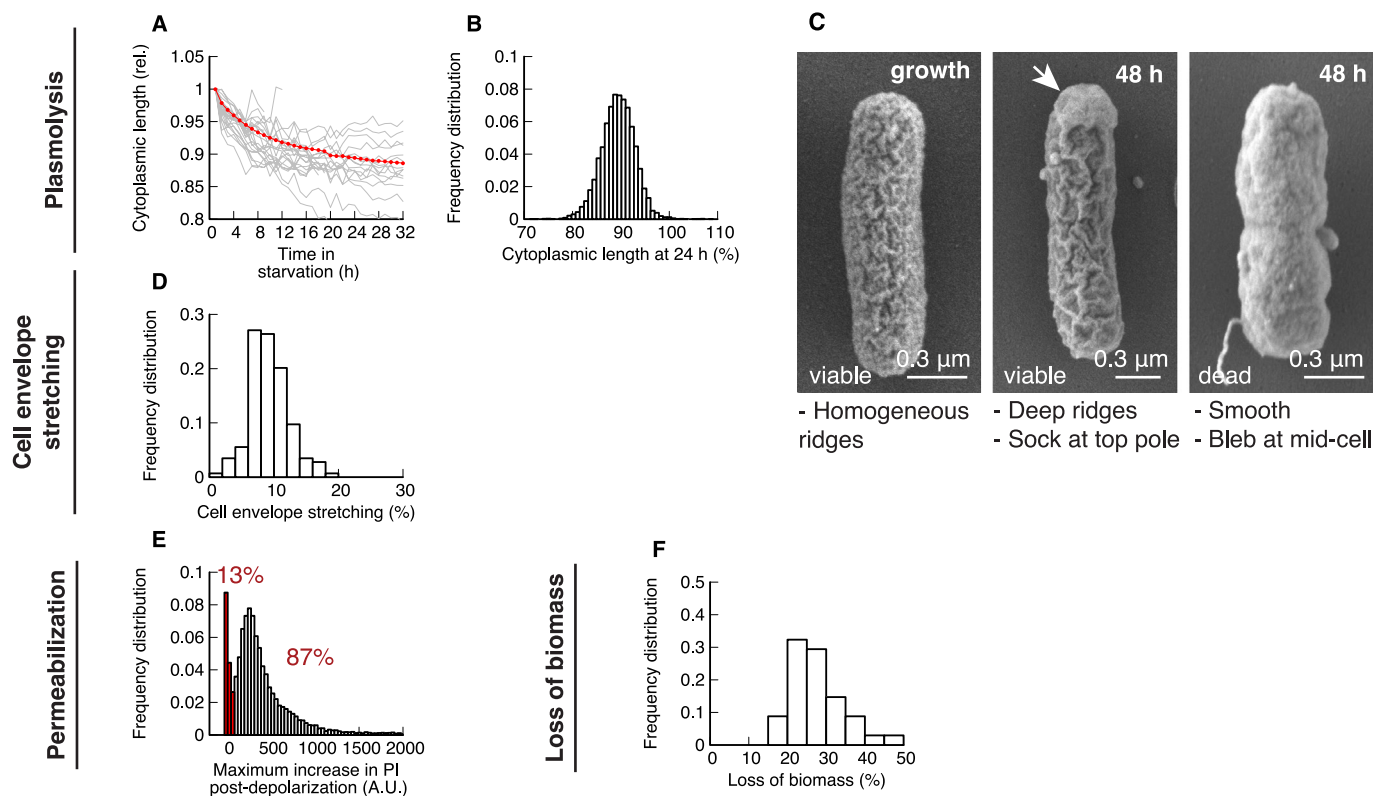 Plasmolysis
A
Cytoplasmic length (rel.)
1.05
1
0.95
0.9
0.85
0.8
0 4 8 12 16 20 24 28 32
Time in
starvation (h)
B
Frequency distribution
0.1
0.08
0.06
0.04
0.02
0
70 80 90 100 110
Cytoplasmic length at 24 h (%)
C
growth
viable
0.3 µm
- Homogeneous
ridges
48 h
viable
0.3 µm
- Deep ridges
- Sock at top pole
48 h
dead
0.3 µm
- Smooth
- Bleb at mid-cell
Cell envelope
stretching
D
Frequency distribution
0.3
0.2
0.1
0
0 10 20 30
Cell envelope stretching (%)
Permeabilization
E
Frequency distribution
0.1
0.08
0.06
0.04
0.02
0
13%
87%
0 500 1000 1500 2000
Maximum increase in PI
post-depolarization (A.U.)
Loss of biomass
F
Frequency distribution
0.5
0.4
0.3
0.2
0.1
0
0 10 20 30 40 50
Loss of biomass (%)